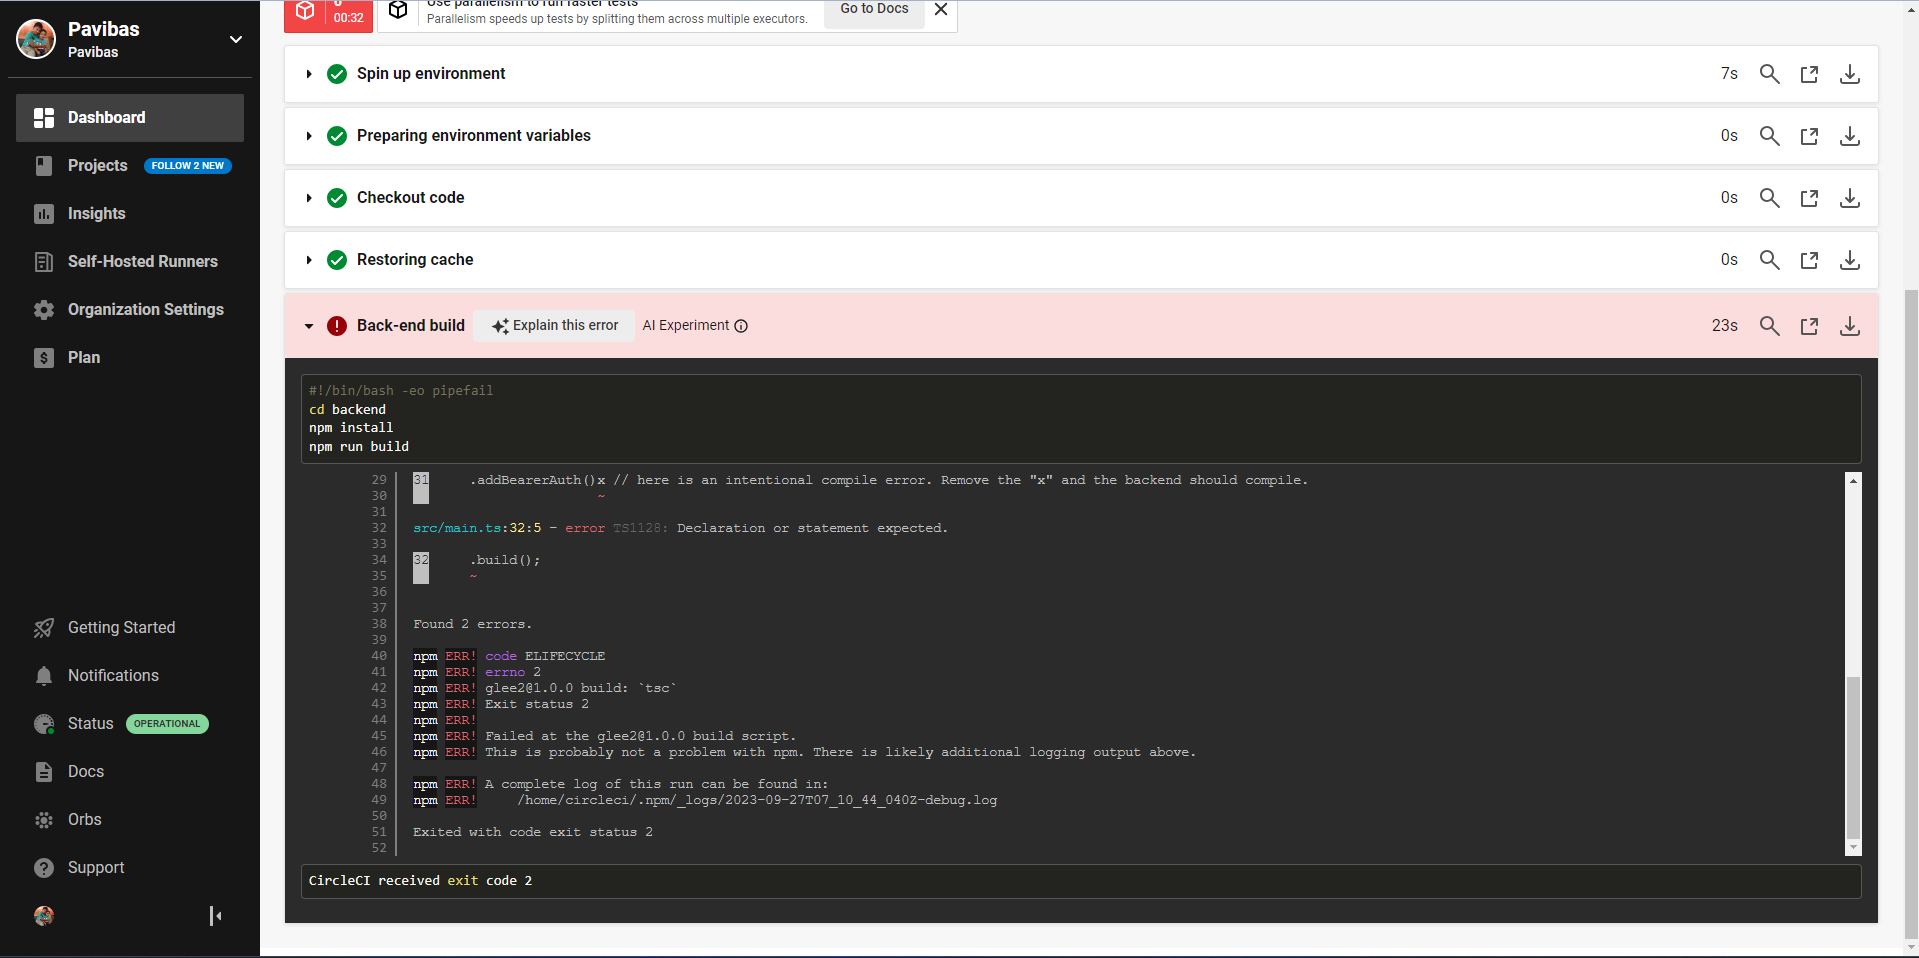 Pavibas
Pavibas
Dashboard
Projects FOLLOW 2 NEW
Insights
Self-Hosted Runners
Organization Settings
Plan
Getting Started
Notifications
Status OPERATIONAL
Docs
Orbs
Support
00:32
Use parallelism to run faster tests
Parallelism speeds up tests by splitting them across multiple executors.
Go to Docs
Spin up environment 7s
Preparing environment variables 0s
Checkout code 0s
Restoring cache 0s
Back-end build Explain this error AI Experiment 23s
#!/bin/bash -eo pipefail
cd backend
npm install
npm run build
29 31 .addBearerAuth()x // here is an intentional compile error. Remove the "x" and the backend should compile.
30 ~
31
32 src/main.ts:32:5 - error TS1128: Declaration or statement expected.
33
34 32 .build();
35 ~
36
37
38 Found 2 errors.
39
40 npm ERR! code ELIFECYCLE
41 npm ERR! errno 2
42 npm ERR! glee2@1.0.0 build: `tsc`
43 npm ERR! Exit status 2
44 npm ERR!
45 npm ERR! Failed at the glee2@1.0.0 build script.
46 npm ERR! This is probably not a problem with npm. There is likely additional logging output above.
47
48 npm ERR! A complete log of this run can be found in:
49 npm ERR! /home/circleci/.npm/_logs/2023-09-27T07_10_44_040Z-debug.log
50
51 Exited with code exit status 2
52
CircleCI received exit code 2